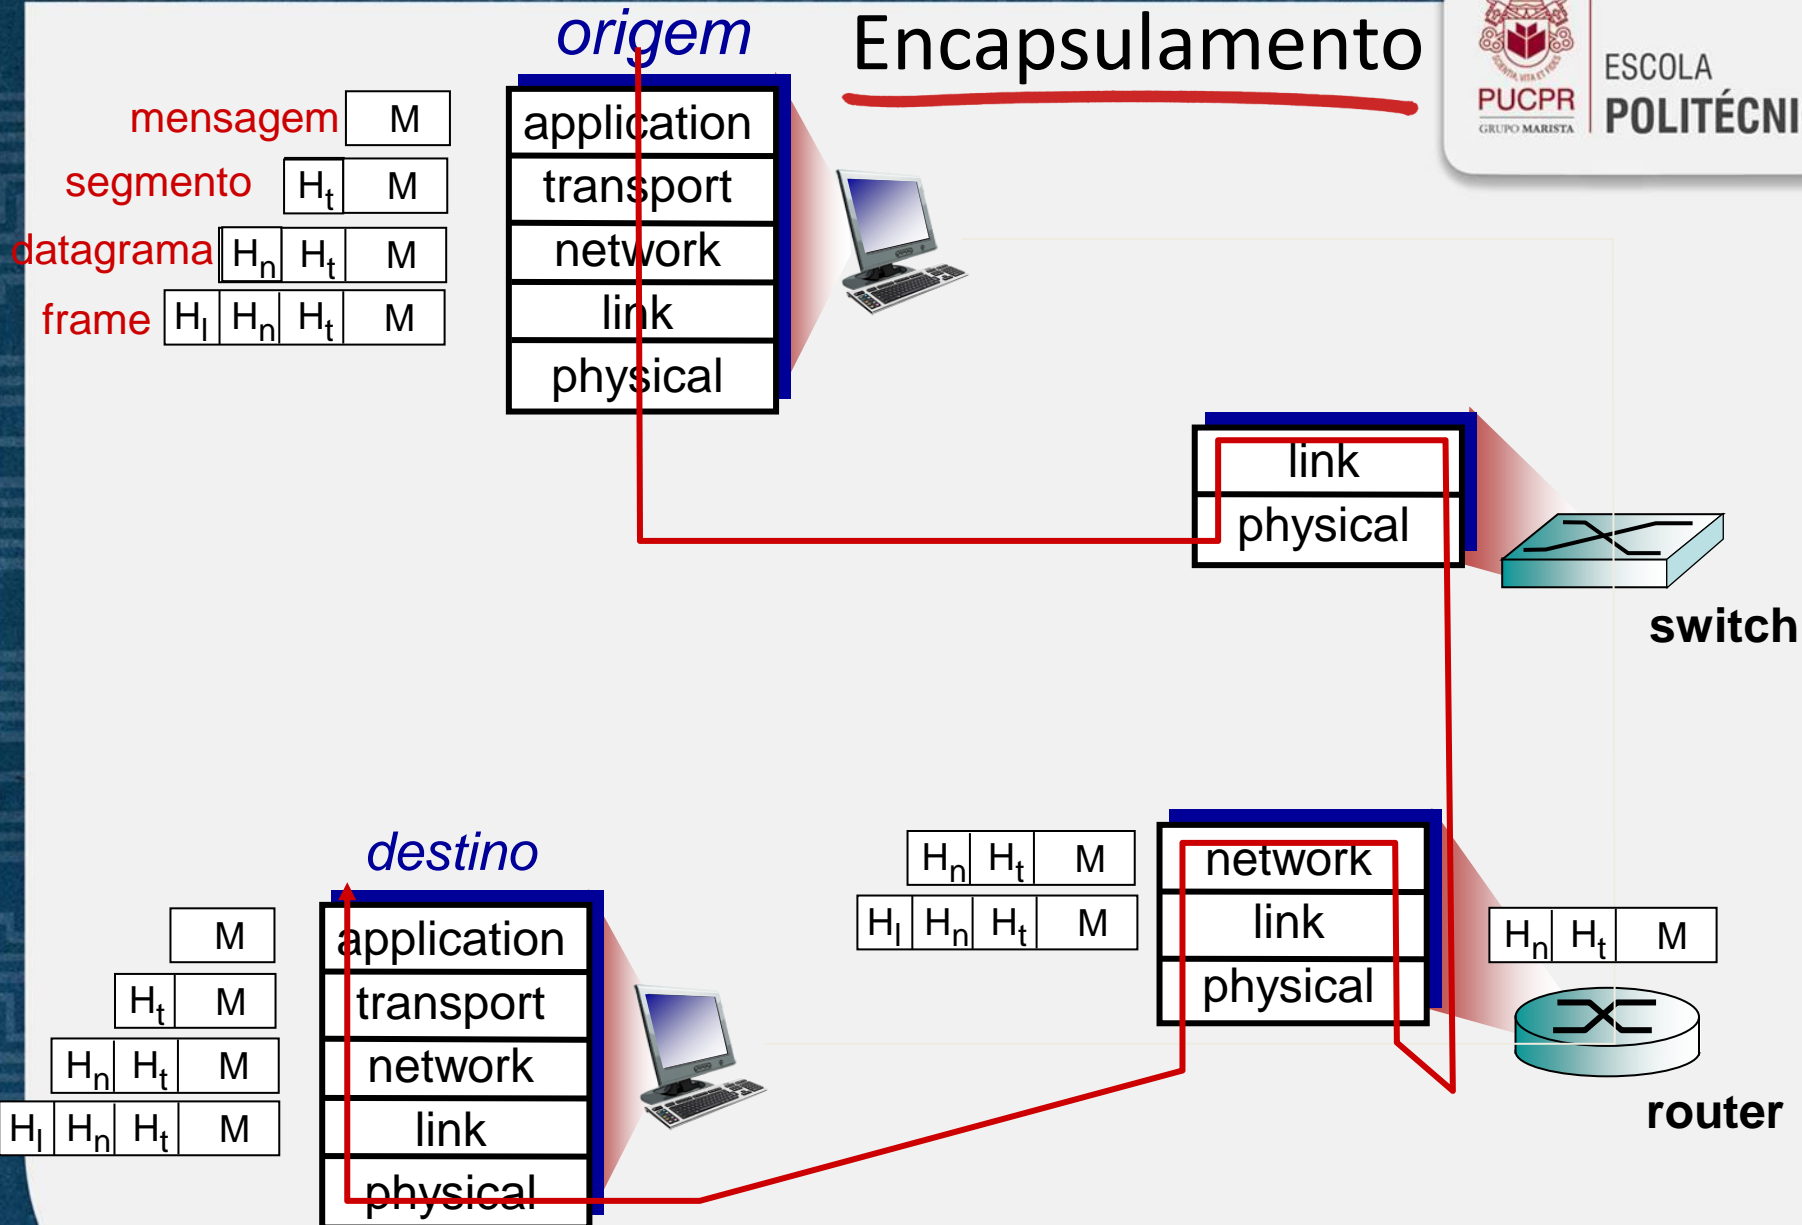 origem
Encapsulamento
PUCPR
GRUPO MARISTA
ESCOLA
mensagem M
segmento Ht M
datagrama Hn Ht M
frame Hl Hn Ht M
application
transport
network
link
physical
link
physical
switch
destino
M
Ht M
Hn Ht M
Hl Hn Ht M
application
transport
network
link
physical
Hn Ht M
Hl Hn Ht M
network
link
physical
Hn Ht M
router